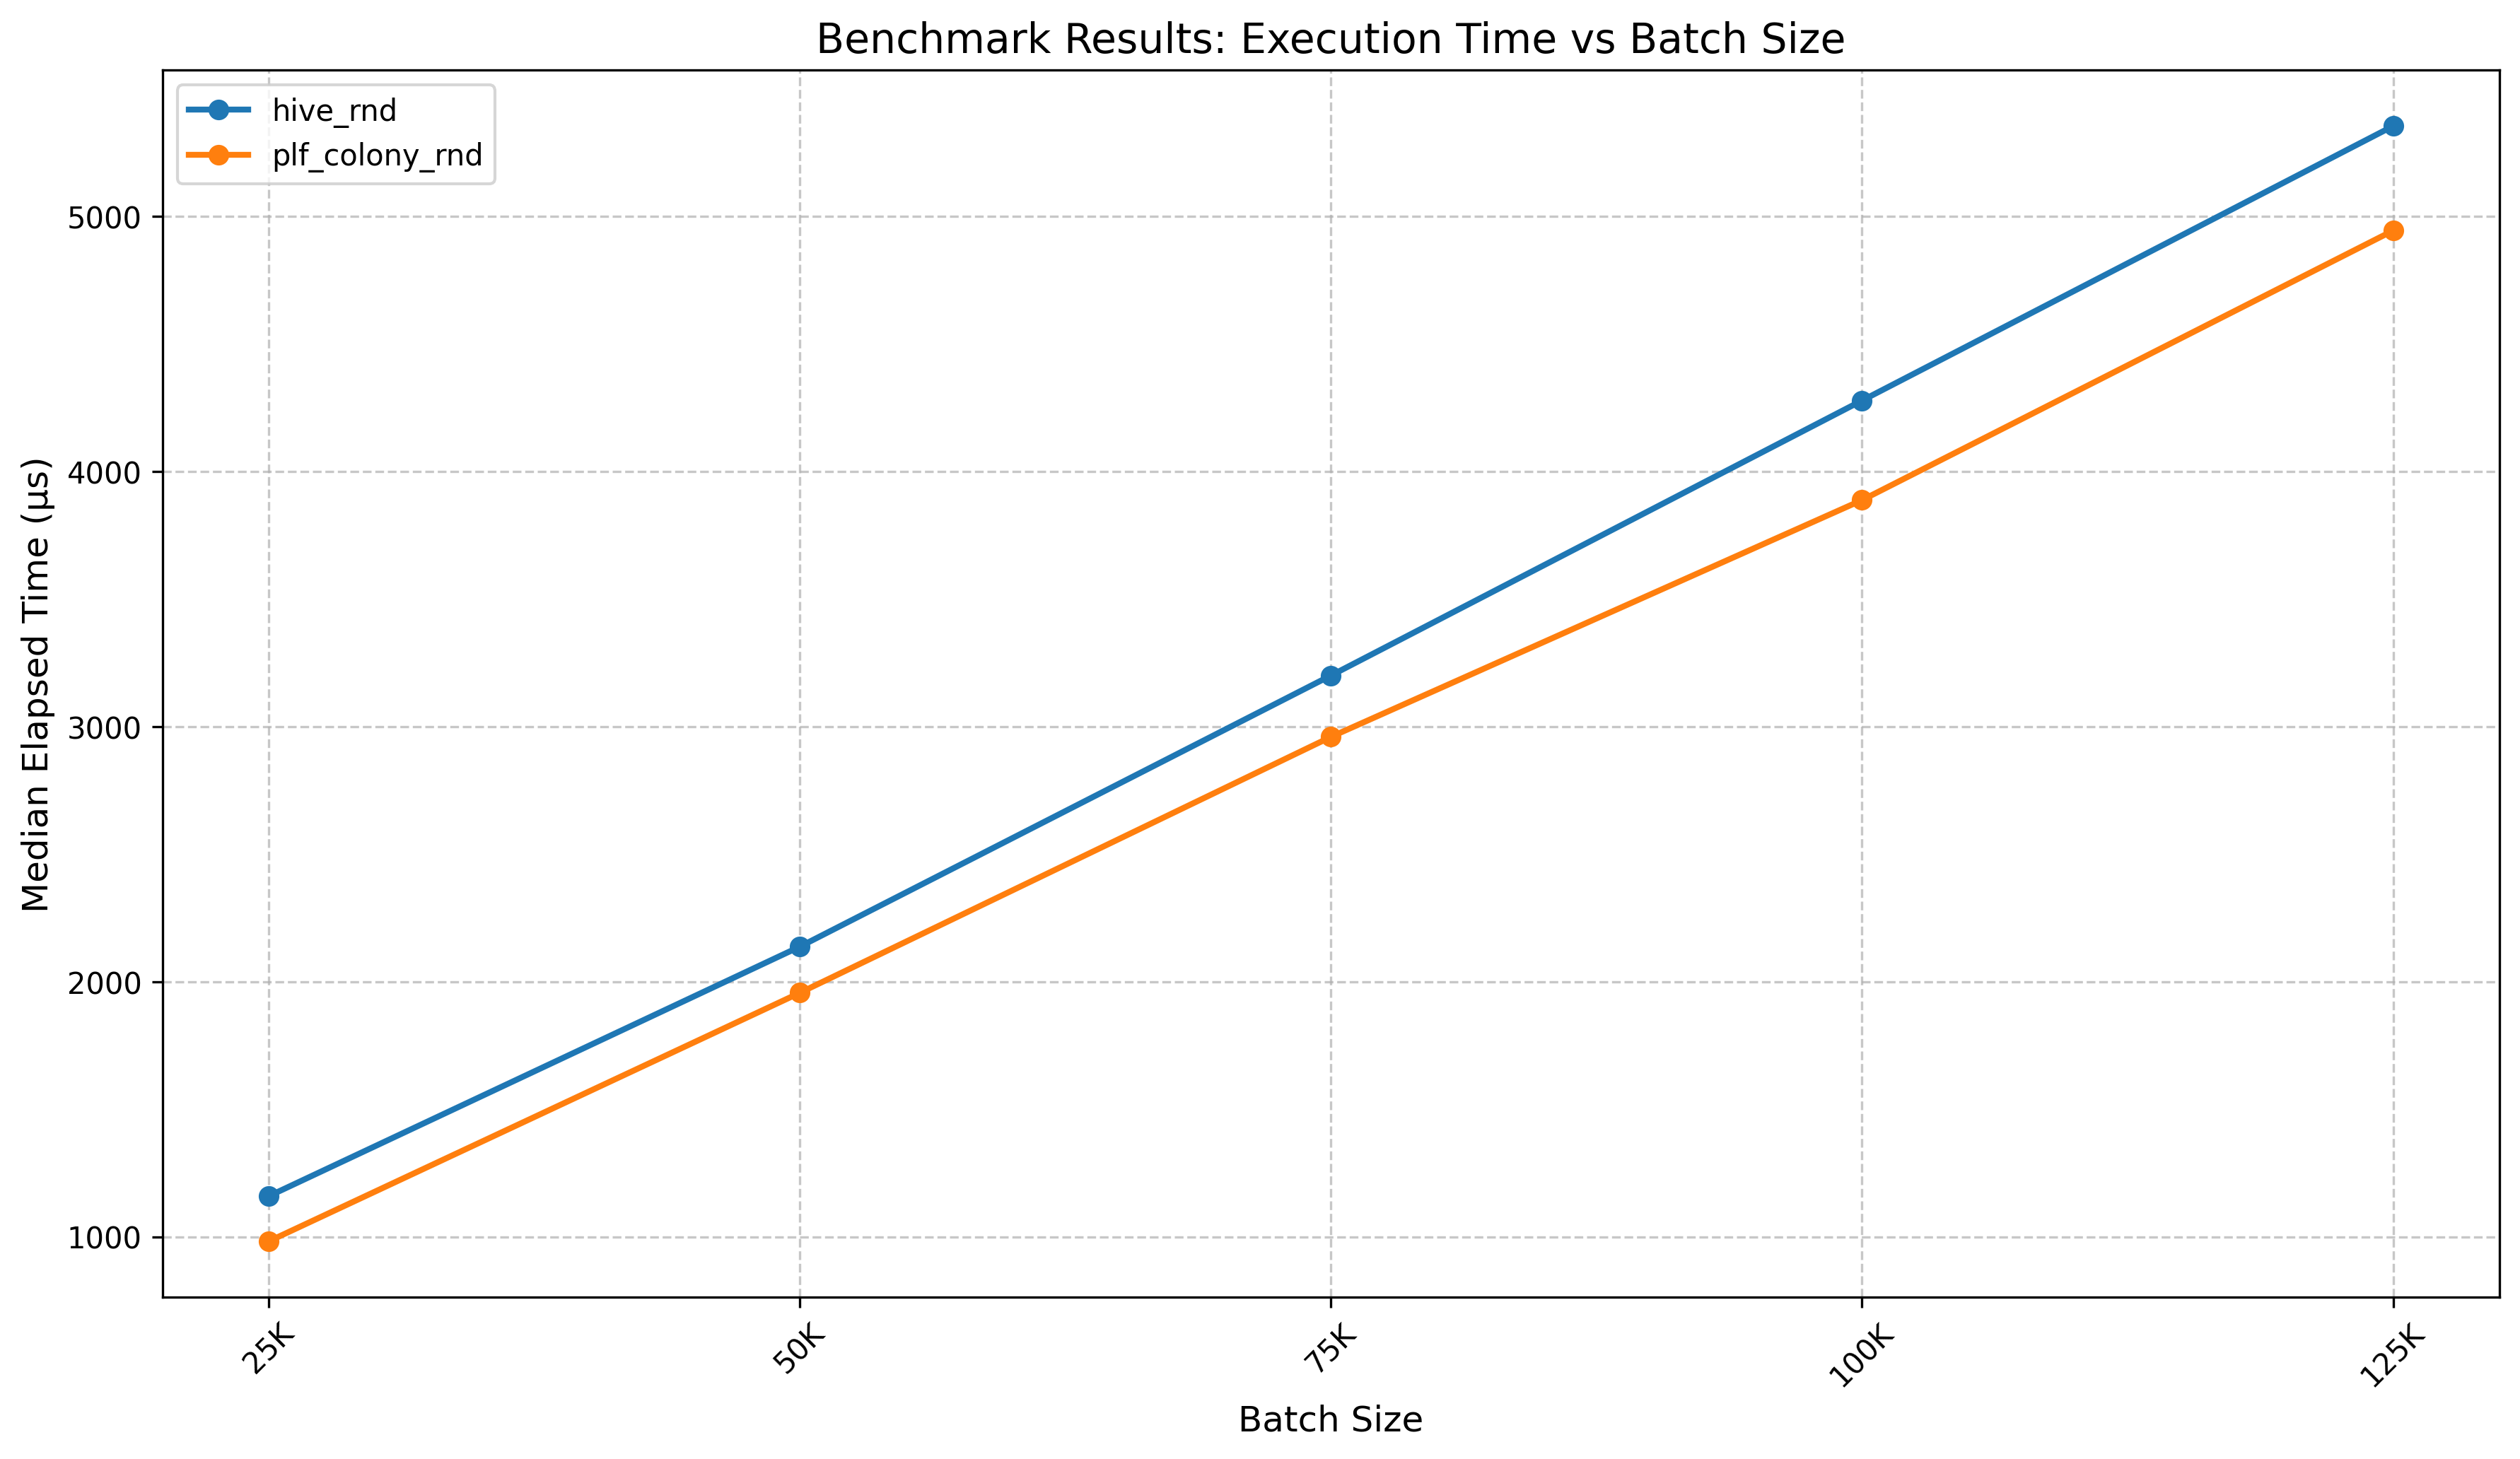 Benchmark Results: Execution Time vs Batch Size
hive_rnd
plf_colony_rnd
Median Elapsed Time (µs)
5000
4000
3000
2000
1000
25K
50K
75K
100K
125K
Batch Size